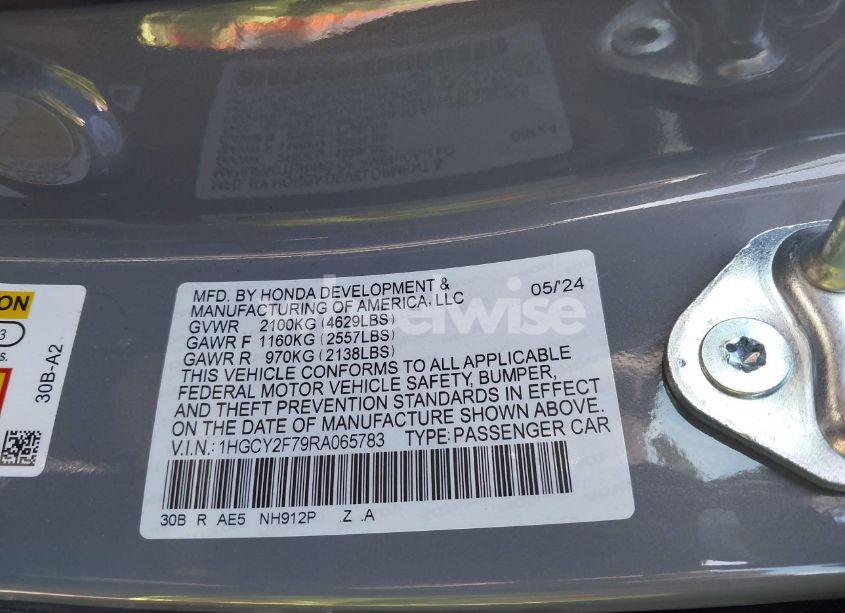 MFD. BY HONDA DEVELOPMENT & 05/'24
MANUFACTURING OF AMERICA, LLC
GVWR 2100KG (4629LBS)
GAWR F 1160KG (2557LBS)
GAWR R 970KG (2138LBS)
THIS VEHICLE CONFORMS TO ALL APPLICABLE
FEDERAL MOTOR VEHICLE SAFETY, BUMPER,
AND THEFT PREVENTION STANDARDS IN EFFECT
ON THE DATE OF MANUFACTURE SHOWN ABOVE.
V.I.N.: 1HGCY2F79RA065783 TYPE: PASSENGER CAR
30B R AE5 NH912P .Z .A
ON
3
s.
30B-A2